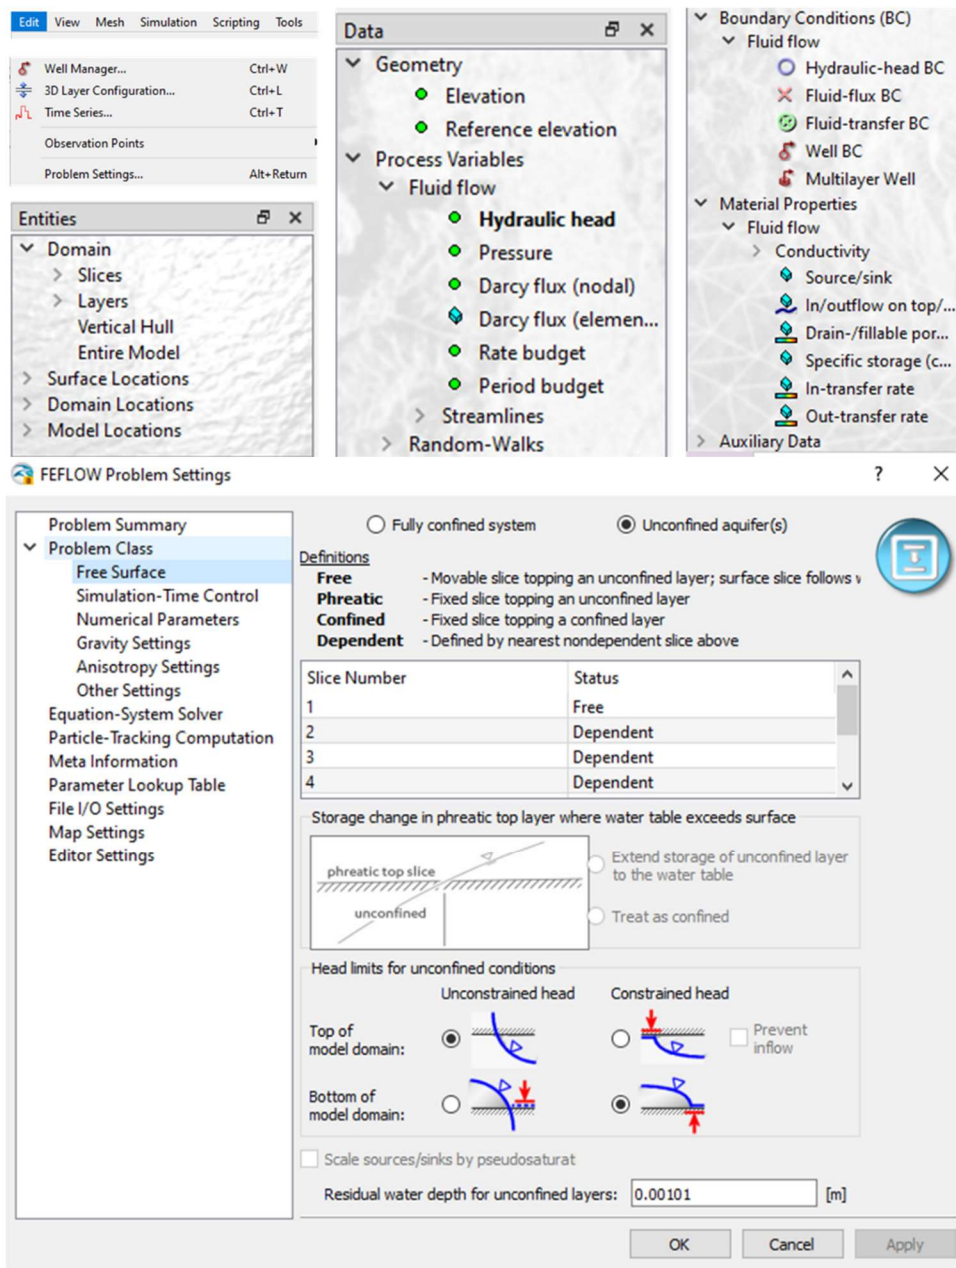 Edit View Mesh Simulation Scripting Tools
Well Manager... Ctrl+W
3D Layer Configuration... Ctrl+L
Time Series... Ctrl+T
Observation Points
Problem Settings... Alt+Return
Entities
Domain
Slices
Layers
Vertical Hull
Entire Model
Surface Locations
Domain Locations
Model Locations
Data
Geometry
Elevation
Reference elevation
Process Variables
Fluid flow
Hydraulic head
Pressure
Darcy flux (nodal)
Darcy flux (elemen...
Rate budget
Period budget
Streamlines
Random-Walks
Boundary Conditions (BC)
Fluid flow
Hydraulic-head BC
Fluid-flux BC
Fluid-transfer BC
Well BC
Multilayer Well
Material Properties
Fluid flow
Conductivity
Source/sink
In/outflow on top/...
Drain-/fillable por...
Specific storage (c...
In-transfer rate
Out-transfer rate
Auxiliary Data
FEFLOW Problem Settings
Problem Summary
Problem Class
Free Surface
Simulation-Time Control
Numerical Parameters
Gravity Settings
Anisotropy Settings
Other Settings
Equation-System Solver
Particle-Tracking Computation
Meta Information
Parameter Lookup Table
File I/O Settings
Map Settings
Editor Settings
Fully confined system Unconfined aquifer(s)
Definitions
Free - Movable slice topping an unconfined layer; surface slice follows
Phreatic - Fixed slice topping an unconfined layer
Confined - Fixed slice topping a confined layer
Dependent - Defined by nearest nondependent slice above
Slice Number Status
1 Free
2 Dependent
3 Dependent
4 Dependent
Storage change in phreatic top layer where water table exceeds surface
phreatic top slice
unconfined
Extend storage of unconfined layer
to the water table
Treat as confined
Head limits for unconfined conditions
Unconstrained head Constrained head
Top of
model domain:
Prevent
inflow
Bottom of
model domain:
Scale sources/sinks by pseudosaturat
Residual water depth for unconfined layers: 0.00101 [m]
OK Cancel Apply